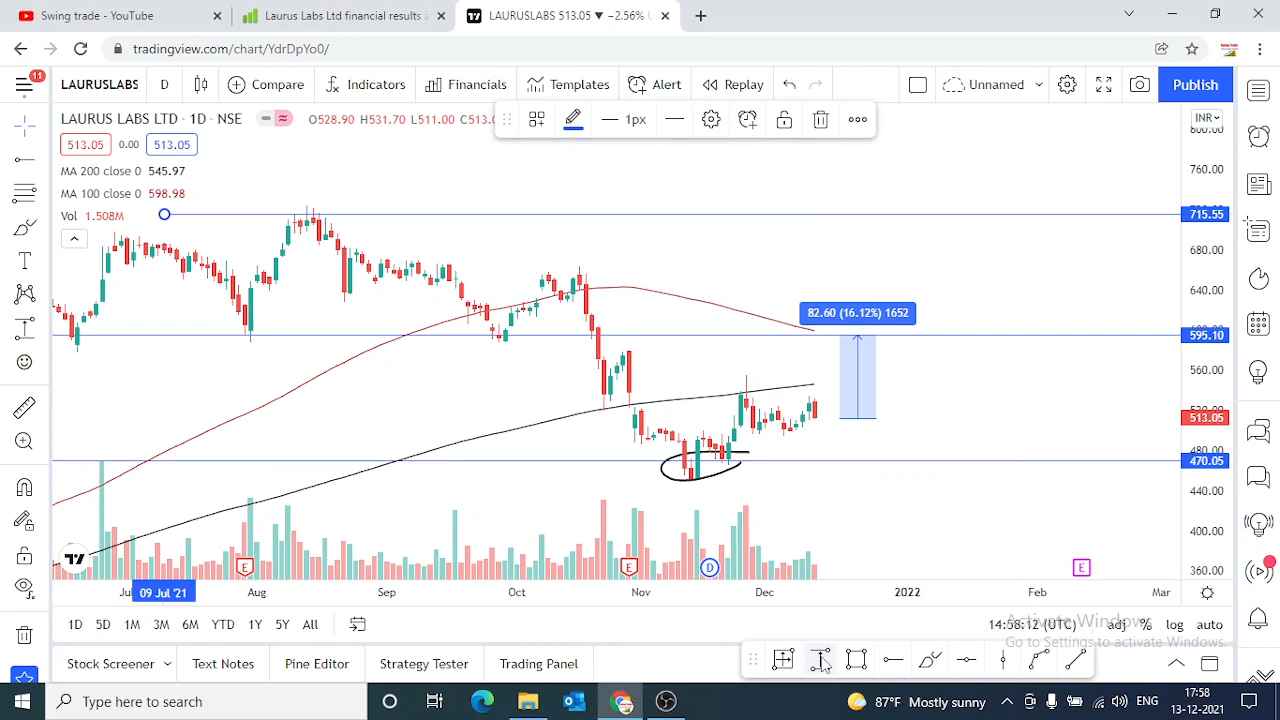 Swing trade - YouTube
Laurus Labs Ltd financial results a
LAURUSLABS 513.05 ▼ −2.56%
tradingview.com/chart/YdrDpYo0/
11
LAURUSLABS
D
Compare
Indicators
Financials
Templates
Alert
Replay
Unnamed
Publish
LAURUS LABS LTD · 1D · NSE
O528.90 H531.70 L511.00
1px
INR
513.05
0.00
513.05
MA 200 close 0 545.97
MA 100 close 0 598.98
Vol 1.508M
800.00
760.00
715.55
680.00
640.00
82.60 (16.12%) 1652
595.10
560.00
520.00
513.05
480.00
470.05
440.00
400.00
360.00
E
E
D
E
09 Jul '21
Aug
Sep
Oct
Nov
Dec
2022
Feb
Mar
1D
5D
1M
3M
6M
YTD
1Y
5Y
All
14:58:12 (UTC)
adj
%
log
auto
Activate Windows
Go to Settings to activate Windows.
Stock Screener
Text Notes
Pine Editor
Strategy Tester
Trading Panel
Type here to search
87°F Mostly sunny
ENG
17:58
13-12-2021